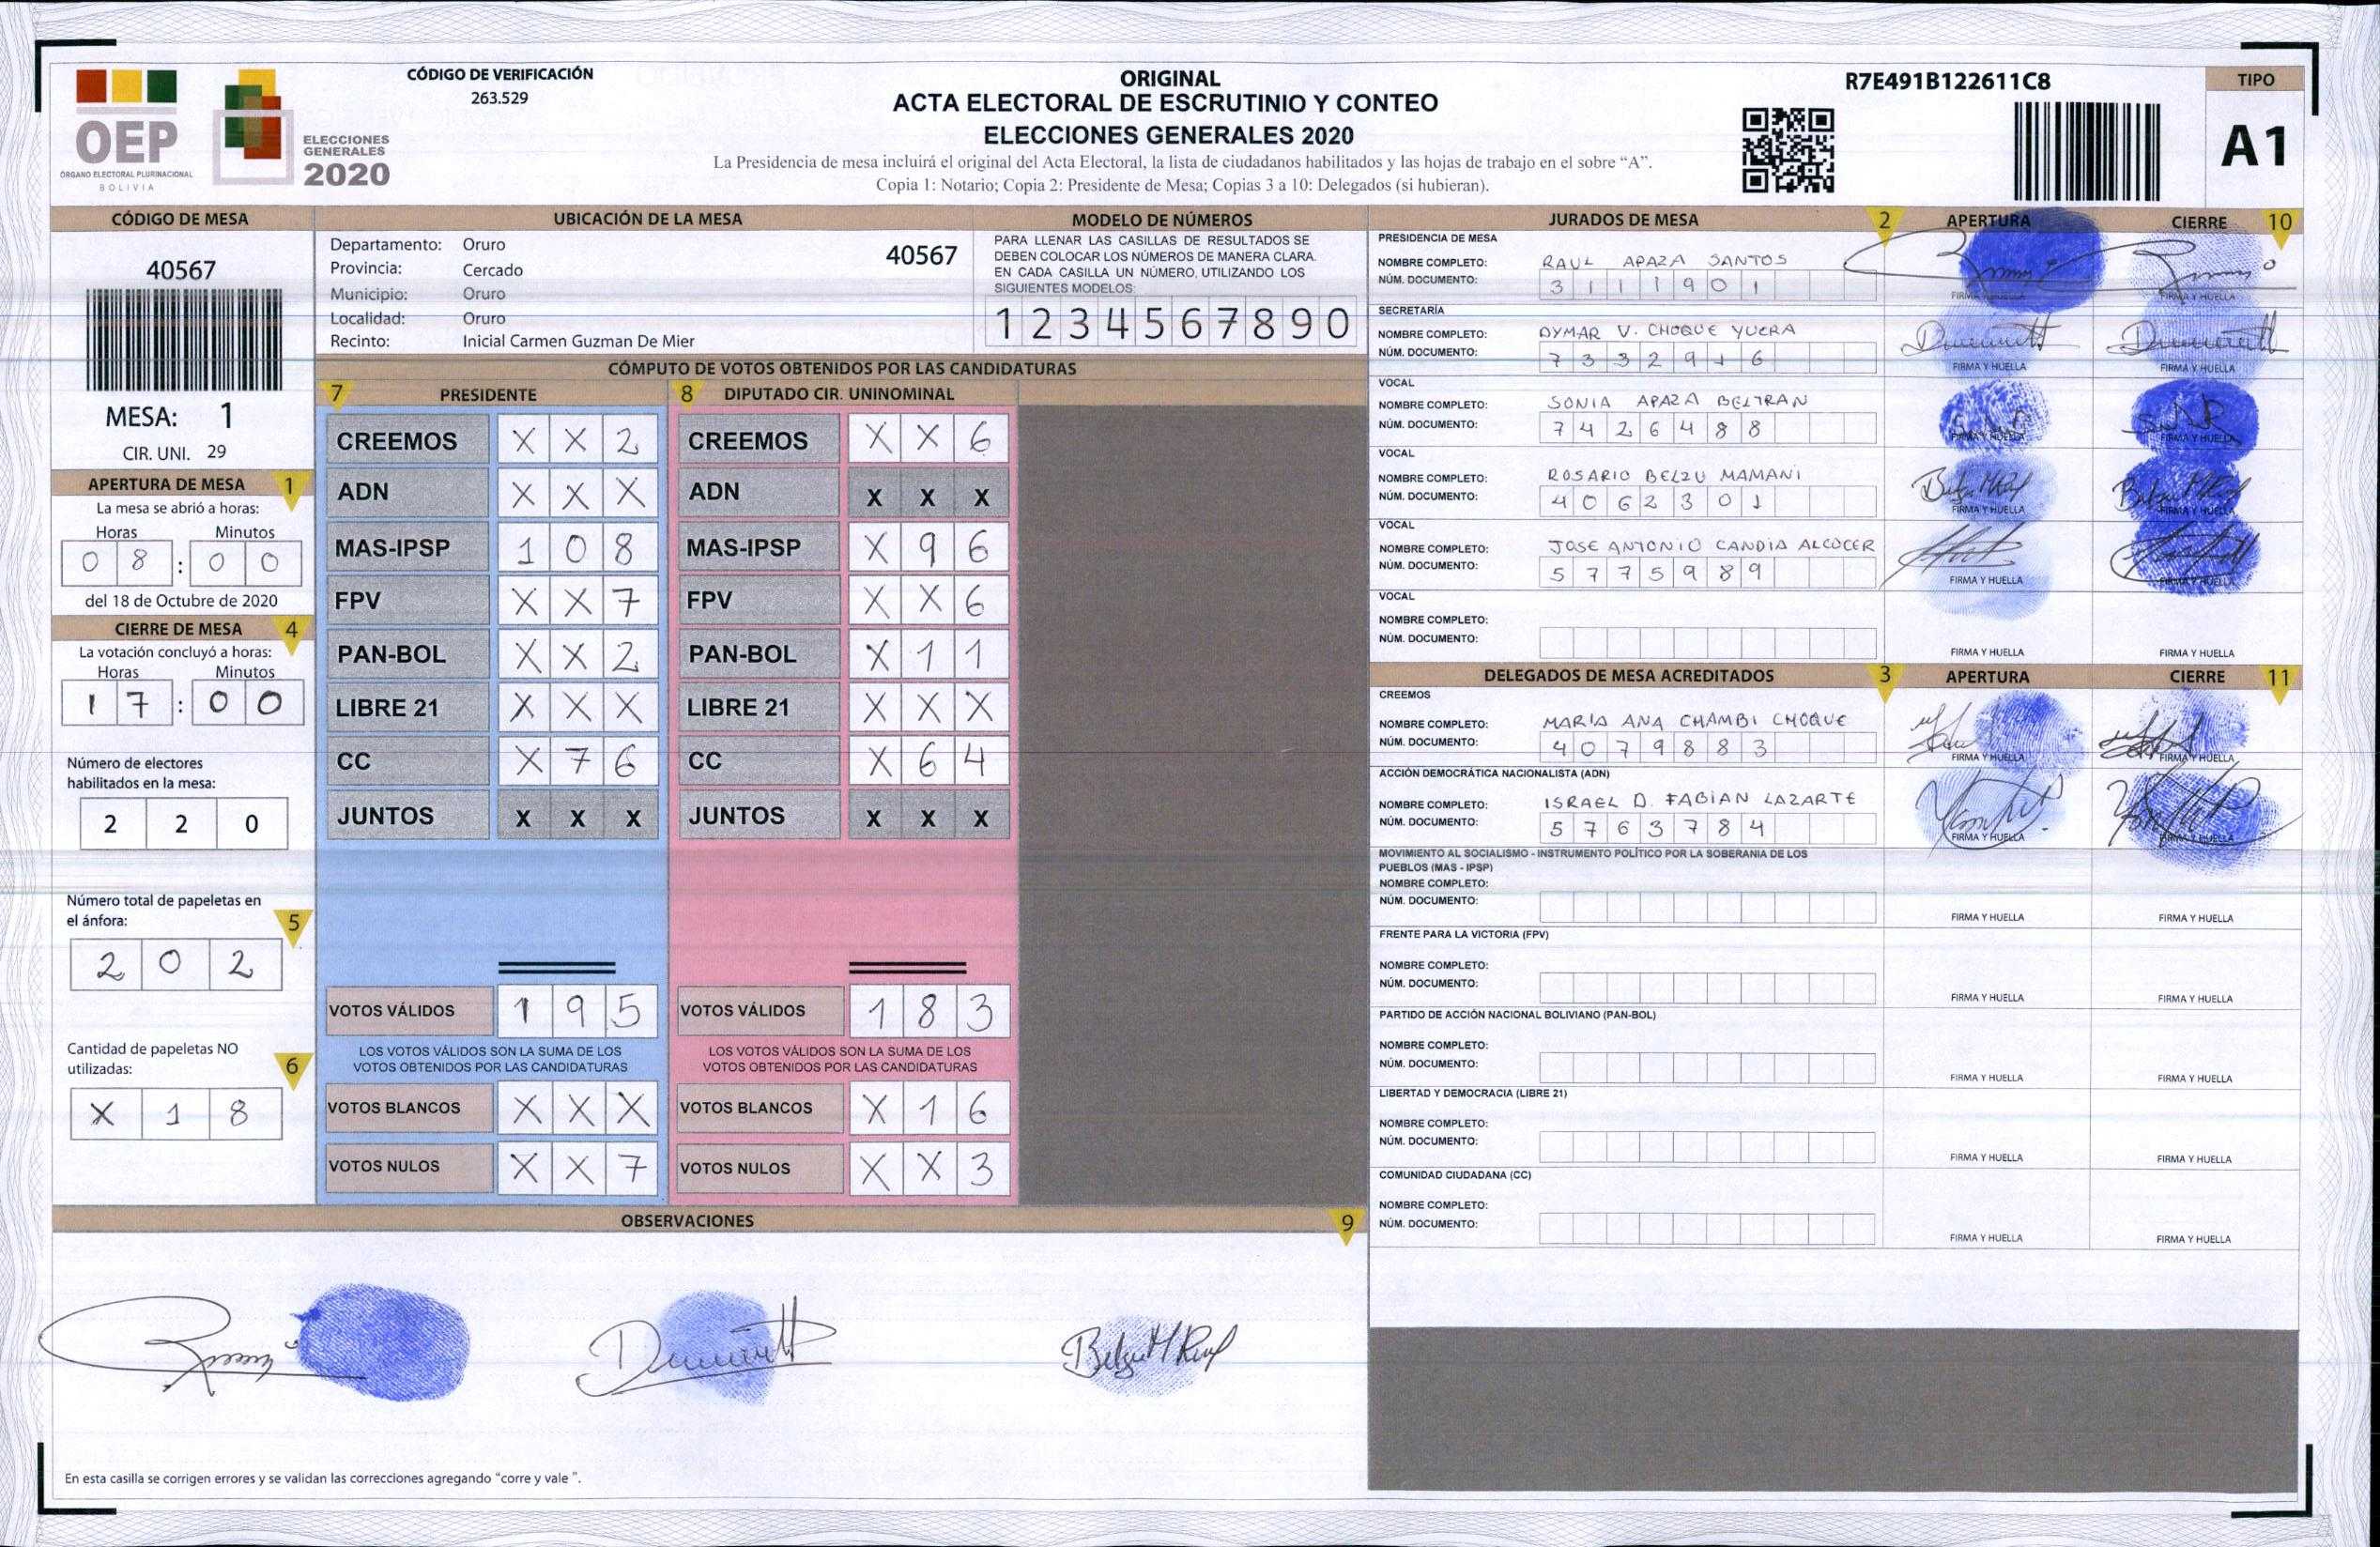 CÓDIGO DE VERIFICACIÓN
263.529
OEP
ÓRGANO ELECTORAL PLURINACIONAL
BOLIVIA
ELECCIONES
GENERALES
2020
ORIGINAL
ACTA ELECTORAL DE ESCRUTINIO Y CONTEO
ELECCIONES GENERALES 2020
La Presidencia de mesa incluirá el original del Acta Electoral, la lista de ciudadanos habilitados y las hojas de trabajo en el sobre “A”.
Copia 1: Notario; Copia 2: Presidente de Mesa; Copias 3 a 10: Delegados (si hubieran).
R7E491B122611C8
TIPO
A1
CÓDIGO DE MESA
40567
MESA: 1
CIR. UNI. 29
APERTURA DE MESA 1
La mesa se abrió a horas:
Horas Minutos
0 8 : 0 0
del 18 de Octubre de 2020
CIERRE DE MESA 4
La votación concluyó a horas:
Horas Minutos
1 7 : 0 0
Número de electores
habilitados en la mesa:
2 2 0
Número total de papeletas en
el ánfora: 5
2 0 2
Cantidad de papeletas NO
utilizadas: 6
X 1 8
UBICACIÓN DE LA MESA
Departamento: Oruro 40567
Provincia: Cercado
Municipio: Oruro
Localidad: Oruro
Recinto: Inicial Carmen Guzman De Mier
MODELO DE NÚMEROS
PARA LLENAR LAS CASILLAS DE RESULTADOS SE
DEBEN COLOCAR LOS NÚMEROS DE MANERA CLARA.
EN CADA CASILLA UN NÚMERO, UTILIZANDO LOS
SIGUIENTES MODELOS:
1 2 3 4 5 6 7 8 9 0
CÓMPUTO DE VOTOS OBTENIDOS POR LAS CANDIDATURAS
7 PRESIDENTE 8 DIPUTADO CIR. UNINOMINAL
CREEMOS X X 2 CREEMOS X X 6
ADN X X X ADN X X X
MAS-IPSP 1 0 8 MAS-IPSP X 9 6
FPV X X 7 FPV X X 6
PAN-BOL X X 2 PAN-BOL X 1 1
LIBRE 21 X X X LIBRE 21 X X X
CC X 7 6 CC X 6 4
JUNTOS X X X JUNTOS X X X
VOTOS VÁLIDOS 1 9 5 VOTOS VÁLIDOS 1 8 3
LOS VOTOS VÁLIDOS SON LA SUMA DE LOS LOS VOTOS VÁLIDOS SON LA SUMA DE LOS
VOTOS OBTENIDOS POR LAS CANDIDATURAS VOTOS OBTENIDOS POR LAS CANDIDATURAS
VOTOS BLANCOS X X X VOTOS BLANCOS X 1 6
VOTOS NULOS X X 7 VOTOS NULOS X X 3
OBSERVACIONES 9
En esta casilla se corrigen errores y se validan las correcciones agregando “corre y vale”.
JURADOS DE MESA 2 APERTURA CIERRE 10
PRESIDENCIA DE MESA
NOMBRE COMPLETO: RAUL APAZA SANTOS
NÚM. DOCUMENTO: 3 1 1 1 9 0 1
FIRMA Y HUELLA FIRMA Y HUELLA
SECRETARÍA
NOMBRE COMPLETO: DYMAR V. CHOQUE YUCRA
NÚM. DOCUMENTO: 7 3 3 2 9 1 6
FIRMA Y HUELLA FIRMA Y HUELLA
VOCAL
NOMBRE COMPLETO: SONIA APAZA BELTRAN
NÚM. DOCUMENTO: 7 4 2 6 4 8 8
FIRMA Y HUELLA FIRMA Y HUELLA
VOCAL
NOMBRE COMPLETO: ROSARIO BELZU MAMANI
NÚM. DOCUMENTO: 4 0 6 2 3 0 1
FIRMA Y HUELLA FIRMA Y HUELLA
VOCAL
NOMBRE COMPLETO: JOSE ANTONIO CANDIA ALCOCER
NÚM. DOCUMENTO: 5 7 7 5 9 8 9
FIRMA Y HUELLA FIRMA Y HUELLA
VOCAL
NOMBRE COMPLETO:
NÚM. DOCUMENTO:
FIRMA Y HUELLA FIRMA Y HUELLA
DELEGADOS DE MESA ACREDITADOS 3 APERTURA CIERRE 11
CREEMOS
NOMBRE COMPLETO: MARIA ANA CHAMBI CHOQUE
NÚM. DOCUMENTO: 4 0 7 9 8 8 3
FIRMA Y HUELLA FIRMA Y HUELLA
ACCIÓN DEMOCRÁTICA NACIONALISTA (ADN)
NOMBRE COMPLETO: ISRAEL D. FABIAN LAZARTE
NÚM. DOCUMENTO: 5 7 6 3 7 8 4
FIRMA Y HUELLA FIRMA Y HUELLA
MOVIMIENTO AL SOCIALISMO - INSTRUMENTO POLÍTICO POR LA SOBERANIA DE LOS
PUEBLOS (MAS - IPSP)
NOMBRE COMPLETO:
NÚM. DOCUMENTO:
FIRMA Y HUELLA FIRMA Y HUELLA
FRENTE PARA LA VICTORIA (FPV)
NOMBRE COMPLETO:
NÚM. DOCUMENTO:
FIRMA Y HUELLA FIRMA Y HUELLA
PARTIDO DE ACCIÓN NACIONAL BOLIVIANO (PAN-BOL)
NOMBRE COMPLETO:
NÚM. DOCUMENTO:
FIRMA Y HUELLA FIRMA Y HUELLA
LIBERTAD Y DEMOCRACIA (LIBRE 21)
NOMBRE COMPLETO:
NÚM. DOCUMENTO:
FIRMA Y HUELLA FIRMA Y HUELLA
COMUNIDAD CIUDADANA (CC)
NOMBRE COMPLETO:
NÚM. DOCUMENTO:
FIRMA Y HUELLA FIRMA Y HUELLA